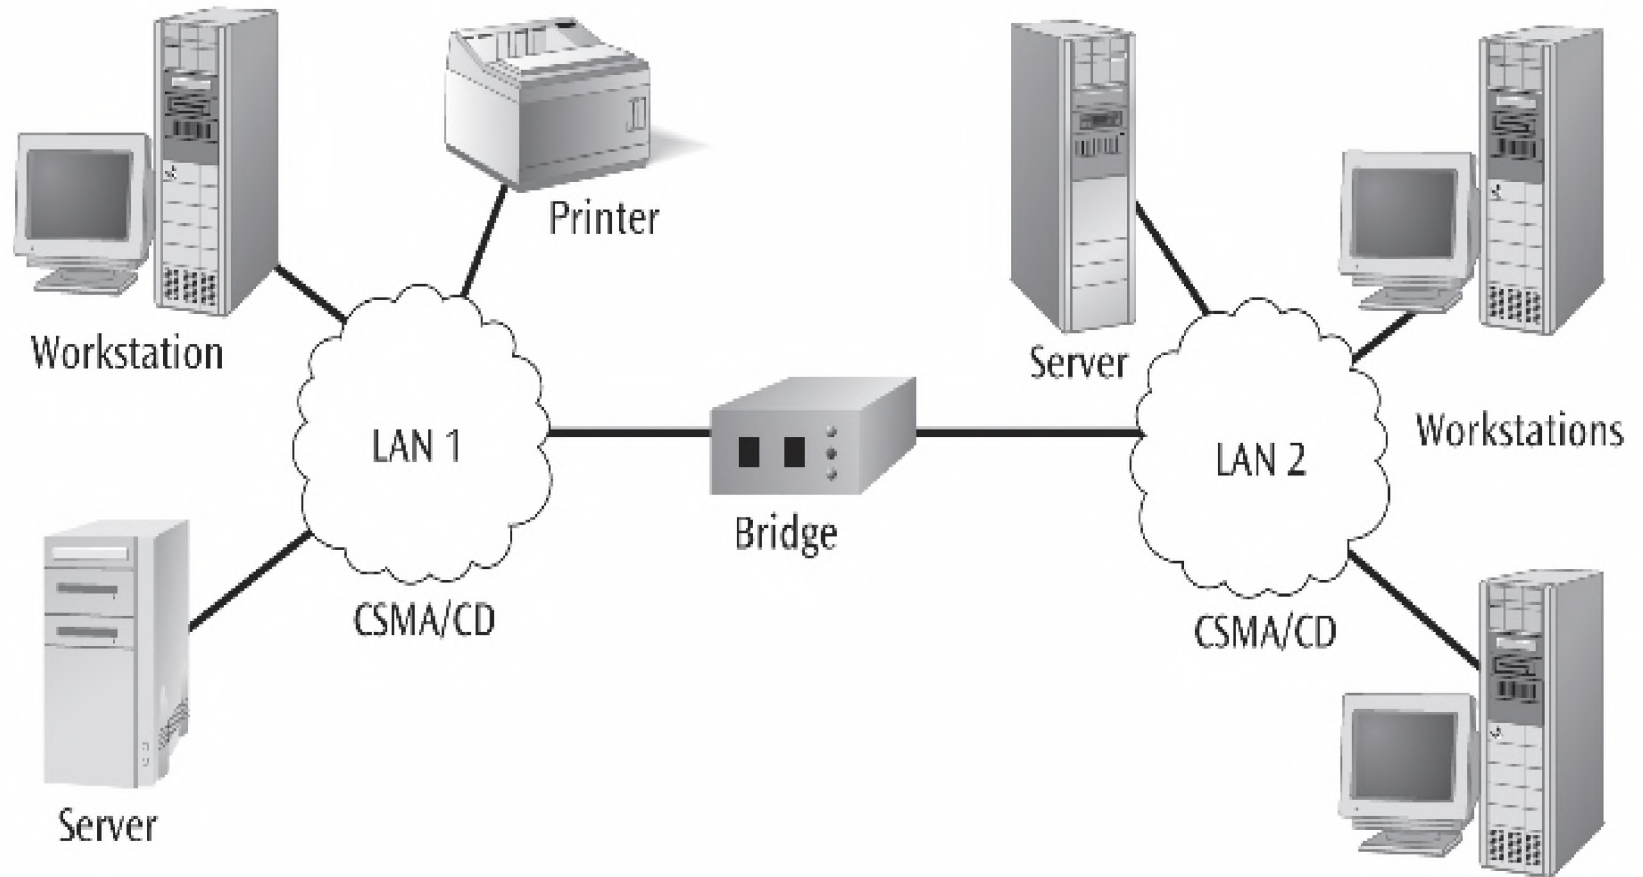 Printer
Workstation
Server
Workstations
LAN 1
LAN 2
Bridge
CSMA/CD
CSMA/CD
Server